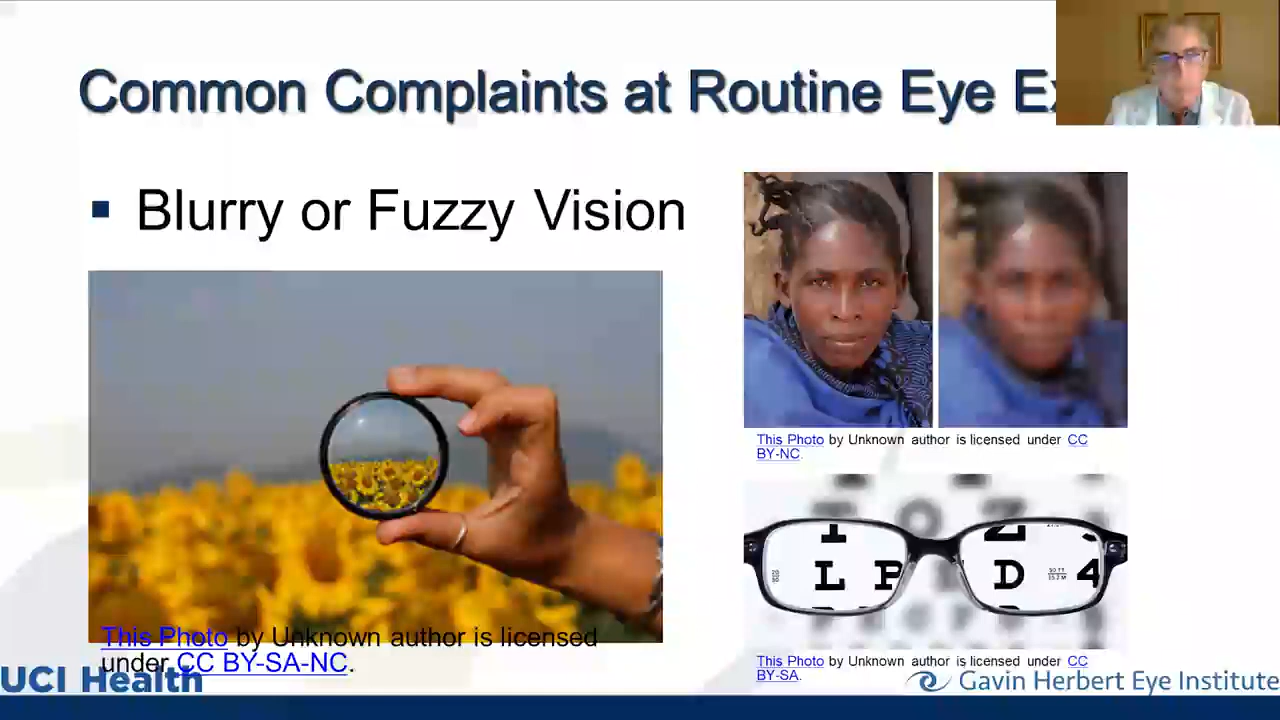 Common Complaints at Routine Eye Ex
▪ Blurry or Fuzzy Vision
This Photo by Unknown author is licensed under CC
BY-NC.
T O Z
L P D 4
This Photo by Unknown author is licensed
under CC BY-SA-NC.
This Photo by Unknown author is licensed under CC
BY-SA.
UCI Health
Gavin Herbert Eye Institute